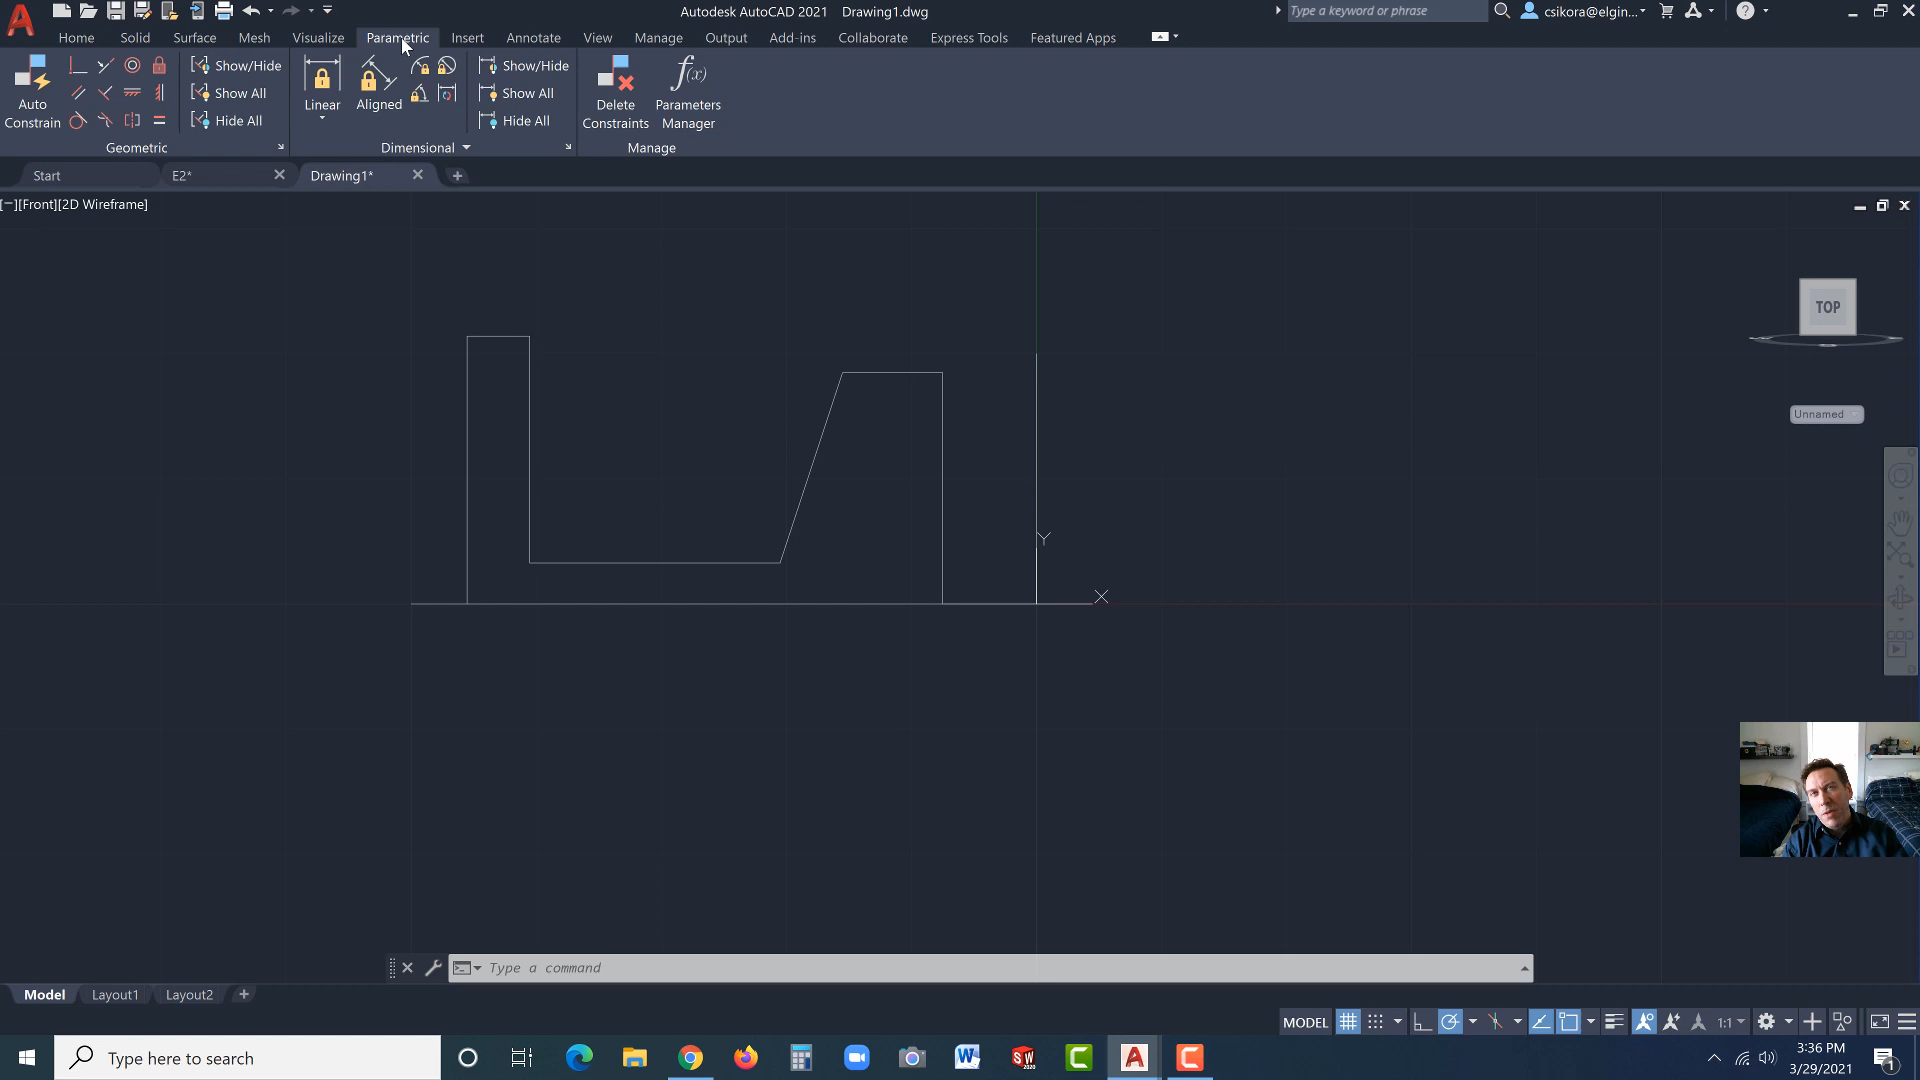 Autodesk AutoCAD 2021 Drawing1.dwg
Type a keyword or phrase
csikora@elgin...
Home Solid Surface Mesh Visualize Parametric Insert Annotate View Manage Output Add-ins Collaborate Express Tools Featured Apps
Auto
Constrain
Show/Hide
Show All
Hide All
Geometric
Linear
Aligned
Show/Hide
Show All
Hide All
Dimensional
Delete
Constraints
Parameters
Manager
f(x)
Manage
Start
E2*
Drawing1*
[−][Front][2D Wireframe]
TOP
Unnamed
Y
X
Type a command
Model Layout1 Layout2
MODEL
1:1
Type here to search
3:36 PM
3/29/2021
SW
2020
1